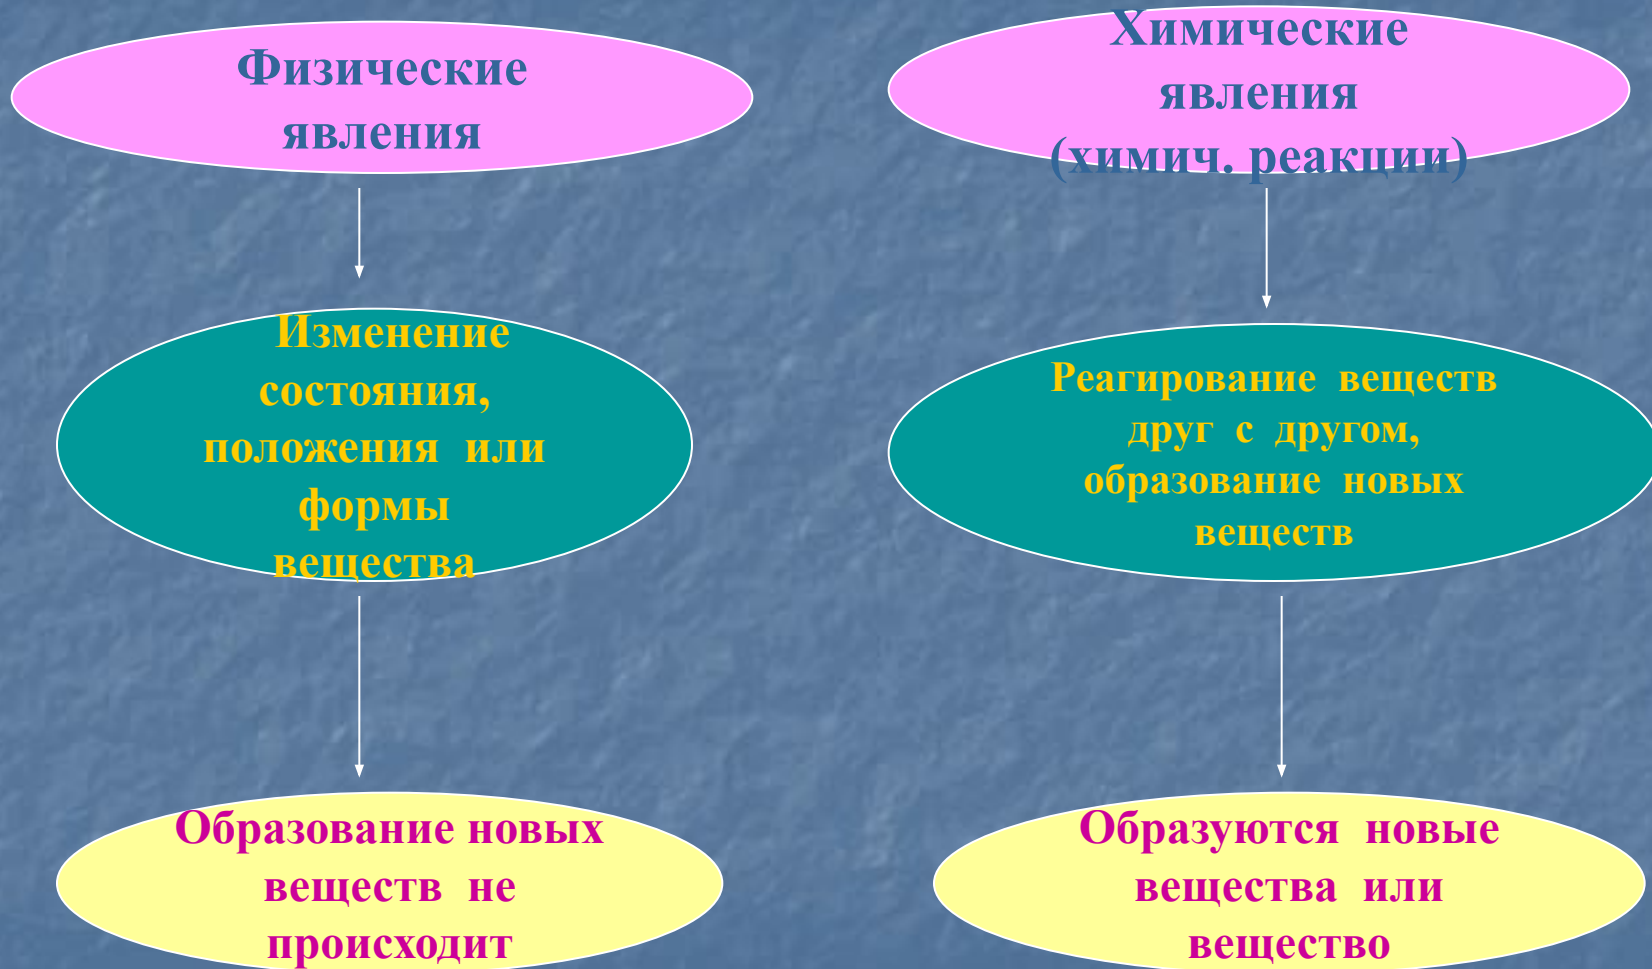 Физические
явления
Химические
явления
(химич. реакции)
Изменение
состояния,
положения или
формы
вещества
Реагирование веществ
друг с другом,
образование новых
веществ
Образование новых
веществ не
происходит
Образуются новые
вещества или
вещество